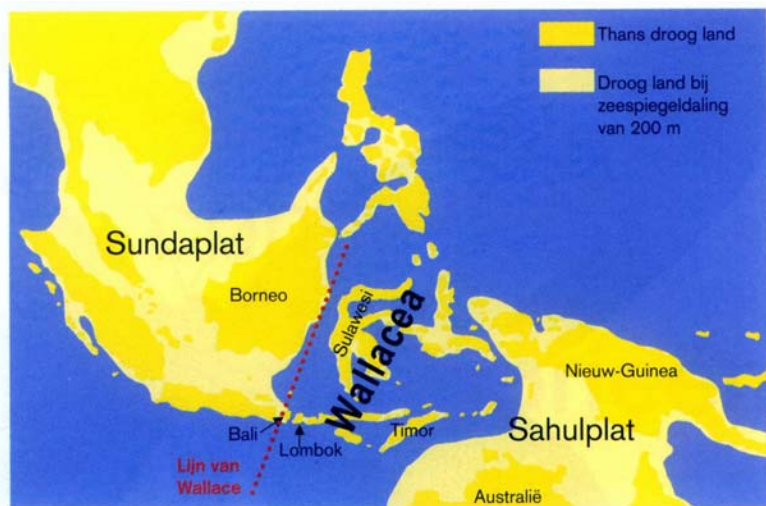 Thans droog land
Droog land bij
zeespiegeldaling
van 200 m
Sundaplat
Borneo
Sulawesi
Wallacea
Nieuw-Guinea
Bali
Lombok
Timor
Sahulplat
Lijn van
Wallace
Australië